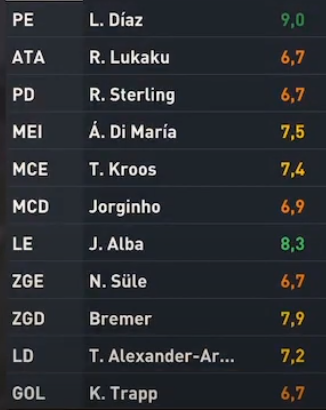 PE L. Díaz 9,0
ATA R. Lukaku 6,7
PD R. Sterling 6,7
MEI Á. Di María 7,5
MCE T. Kroos 7,4
MCD Jorginho 6,9
LE J. Alba 8,3
ZGE N. Süle 6,7
ZGD Bremer 7,9
LD T. Alexander-Ar... 7,2
GOL K. Trapp 6,7